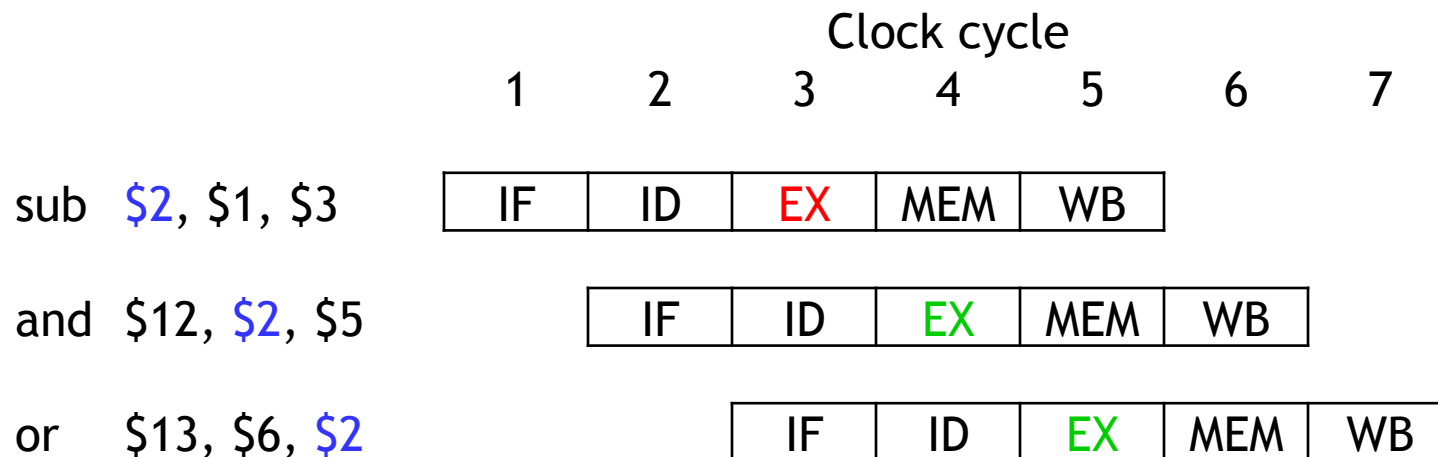 Clock cycle
1 2 3 4 5 6 7
sub $2, $1, $3 IF ID EX MEM WB
and $12, $2, $5 IF ID EX MEM WB
or $13, $6, $2 IF ID EX MEM WB